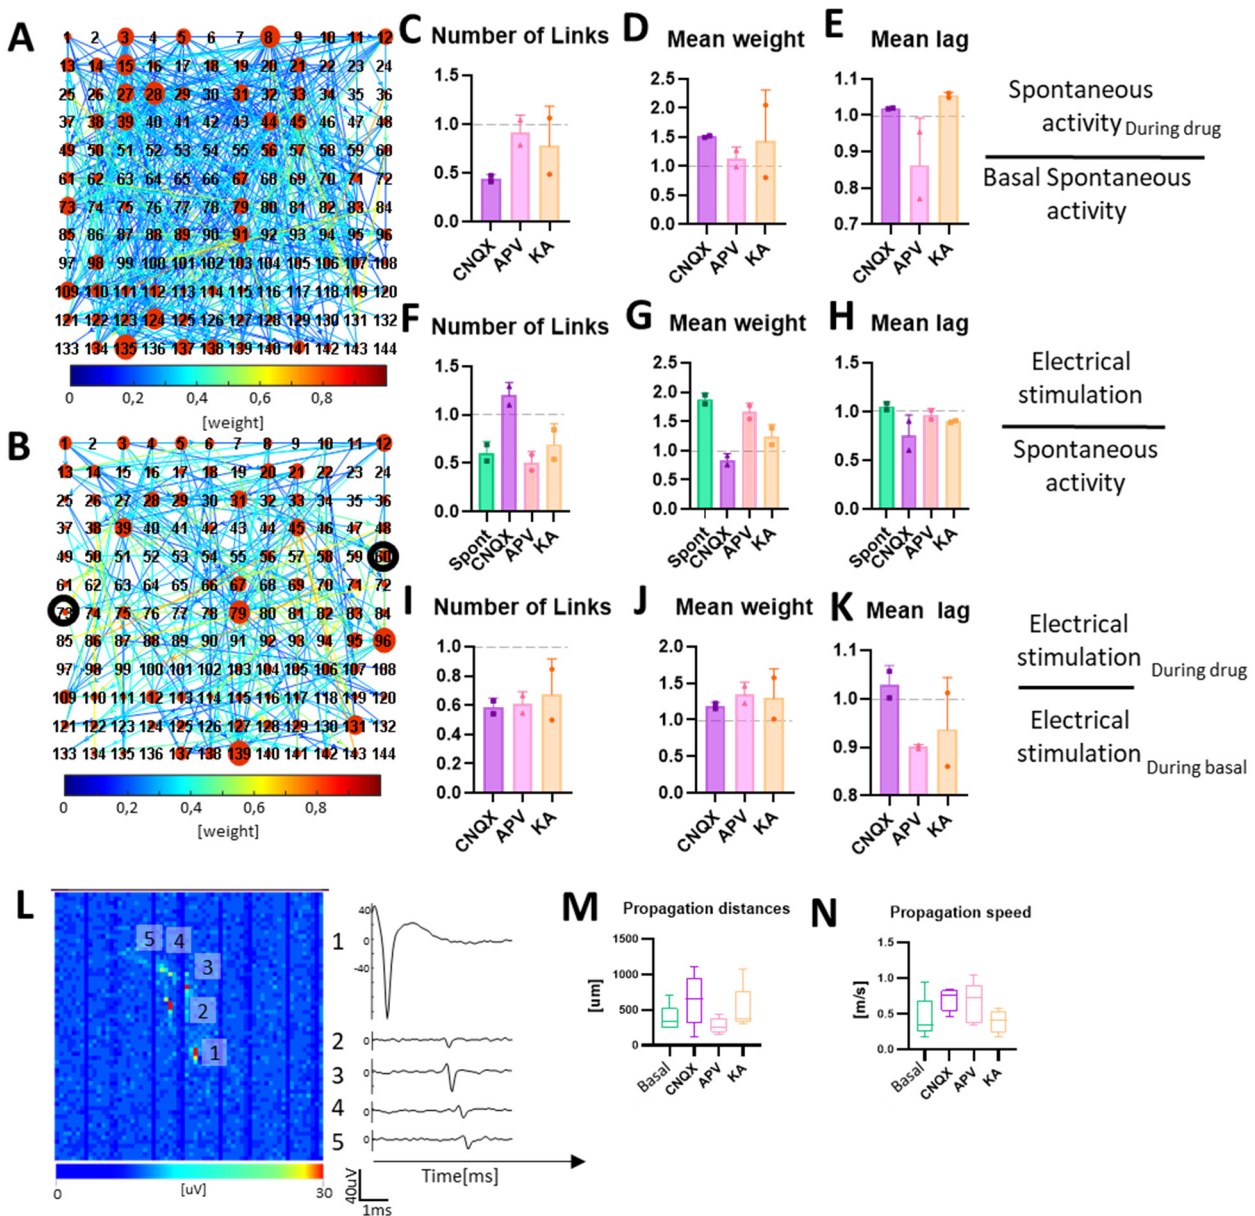 A
1 2 3 4 5 6 7 8 9 10 11 12
13 14 15 16 17 18 19 20 21 22 23 24
25 26 27 28 29 30 31 32 33 34 35 36
37 38 39 40 41 42 43 44 45 46 47 48
49 50 51 52 53 54 55 56 57 58 59 60
61 62 63 64 65 66 67 68 69 70 71 72
73 74 75 76 77 78 79 80 81 82 83 84
85 86 87 88 89 90 91 92 93 94 95 96
97 98 99 100 101 102 103 104 105 106 107 108
109 110 111 112 113 114 115 116 117 118 119 120
121 122 123 124 125 126 127 128 129 130 131 132
133 134 135 136 137 138 139 140 141 142 143 144
0 0,2 0,4 0,6 0,8
[weight]
B
1 2 3 4 5 6 7 8 9 10 11 12
13 14 15 16 17 18 19 20 21 22 23 24
25 26 27 28 29 30 31 32 33 34 35 36
37 38 39 40 41 42 43 44 45 46 47 48
49 50 51 52 53 54 55 56 57 58 59 60
61 62 63 64 65 66 67 68 69 70 71 72
73 74 75 76 77 78 79 80 81 82 83 84
85 86 87 88 89 90 91 92 93 94 95 96
97 98 99 100 101 102 103 104 105 106 107 108
109 110 111 112 113 114 115 116 117 118 119 120
121 122 123 124 125 126 127 128 129 130 131 132
133 134 135 136 137 138 139 140 141 142 143 144
0 0,2 0,4 0,6 0,8
[weight]
C
Number of Links
1.5
1.0
0.5
0.0
CNQX APV KA
D
Mean weight
2.5
2.0
1.5
1.0
0.5
0.0
CNQX APV KA
E
Mean lag
1.1
1.0
0.9
0.8
0.7
CNQX APV KA
Spontaneous
activity During drug
Basal Spontaneous
activity
F
Number of Links
1.5
1.0
0.5
0.0
Spont CNQX APV KA
G
Mean weight
2.5
2.0
1.5
1.0
0.5
0.0
Spont CNQX APV KA
H
Mean lag
1.5
1.0
0.5
0.0
Spont CNQX APV KA
Electrical
stimulation
Spontaneous
activity
I
Number of Links
1.0
0.8
0.6
0.4
0.2
0.0
CNQX APV KA
J
Mean weight
2.0
1.5
1.0
0.5
0.0
CNQX APV KA
K
Mean lag
1.1
1.0
0.9
0.8
CNQX APV KA
Electrical
stimulation During drug
Electrical
stimulation During basal
L
5 4
3
2
1
0 [uV] 30
1
40
0
-40
2 0
3 0
4 0
5 0
Time[ms]
40uV
1ms
M
Propagation distances
[um]
1500
1000
500
0
Basal CNQX APV KA
N
Propagation speed
[m/s]
1.5
1.0
0.5
0.0
Basal CNQX APV KA